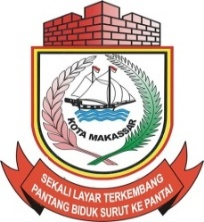 KOTA MAKASSAR
SEKALI LAYAR TERKEMBANG
PANTANG BIDUK SURUT KE PANTAI